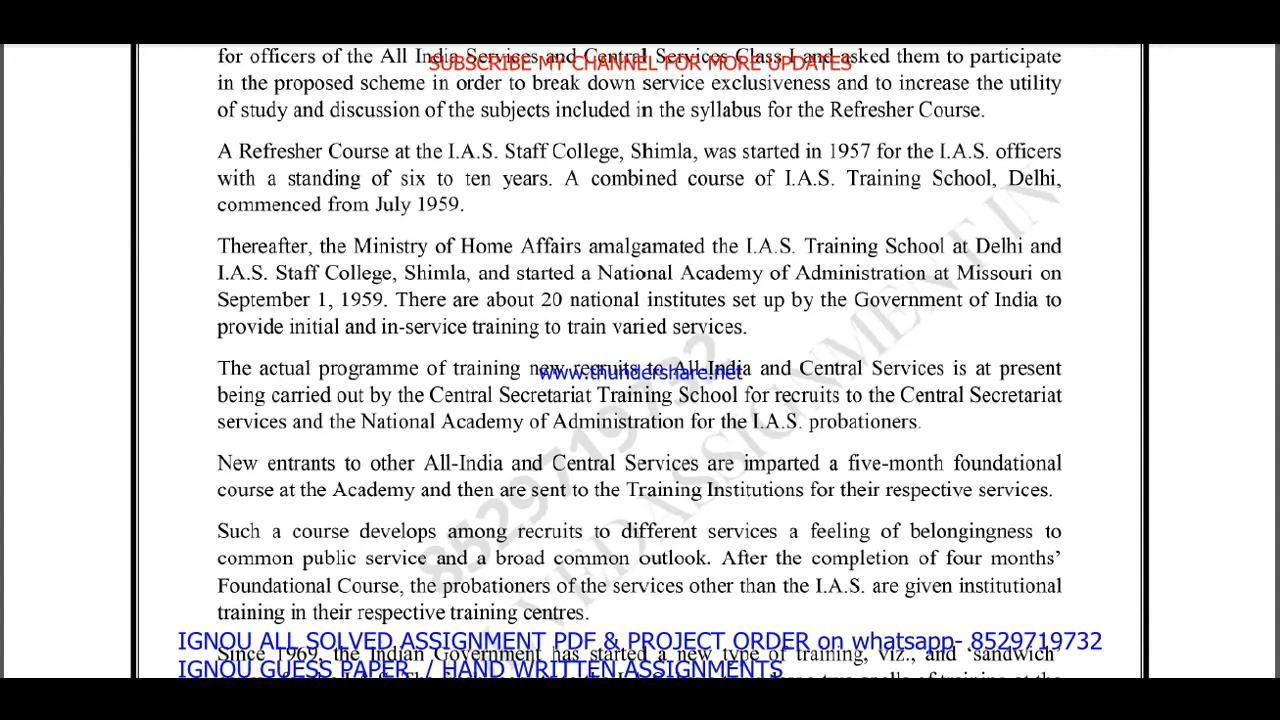 for officers of the All India Services and Central Services Class I and asked them to participate
SUBSCRIBE MY CHANNEL FOR MORE UPDATES
in the proposed scheme in order to break down service exclusiveness and to increase the utility
of study and discussion of the subjects included in the syllabus for the Refresher Course.
A Refresher Course at the I.A.S. Staff College, Shimla, was started in 1957 for the I.A.S. officers
with a standing of six to ten years. A combined course of I.A.S. Training School, Delhi,
commenced from July 1959.
Thereafter, the Ministry of Home Affairs amalgamated the I.A.S. Training School at Delhi and
I.A.S. Staff College, Shimla, and started a National Academy of Administration at Missouri on
September 1, 1959. There are about 20 national institutes set up by the Government of India to
provide initial and in-service training to train varied services.
The actual programme of training new recruits to All-India and Central Services is at present
www.thundershare.net
being carried out by the Central Secretariat Training School for recruits to the Central Secretariat
services and the National Academy of Administration for the I.A.S. probationers.
New entrants to other All-India and Central Services are imparted a five-month foundational
course at the Academy and then are sent to the Training Institutions for their respective services.
Such a course develops among recruits to different services a feeling of belongingness to
common public service and a broad common outlook. After the completion of four months’
Foundational Course, the probationers of the services other than the I.A.S. are given institutional
training in their respective training centres.
8529719732
VEDASSIGNMENT IN
IGNOU ALL SOLVED ASSIGNMENT PDF & PROJECT ORDER on whatsapp- 8529719732
Since 1969, the Indian Government has started a new type of training, viz., and ‘sandwich’
IGNOU GUESS PAPER / HAND WRITTEN ASSIGNMENTS